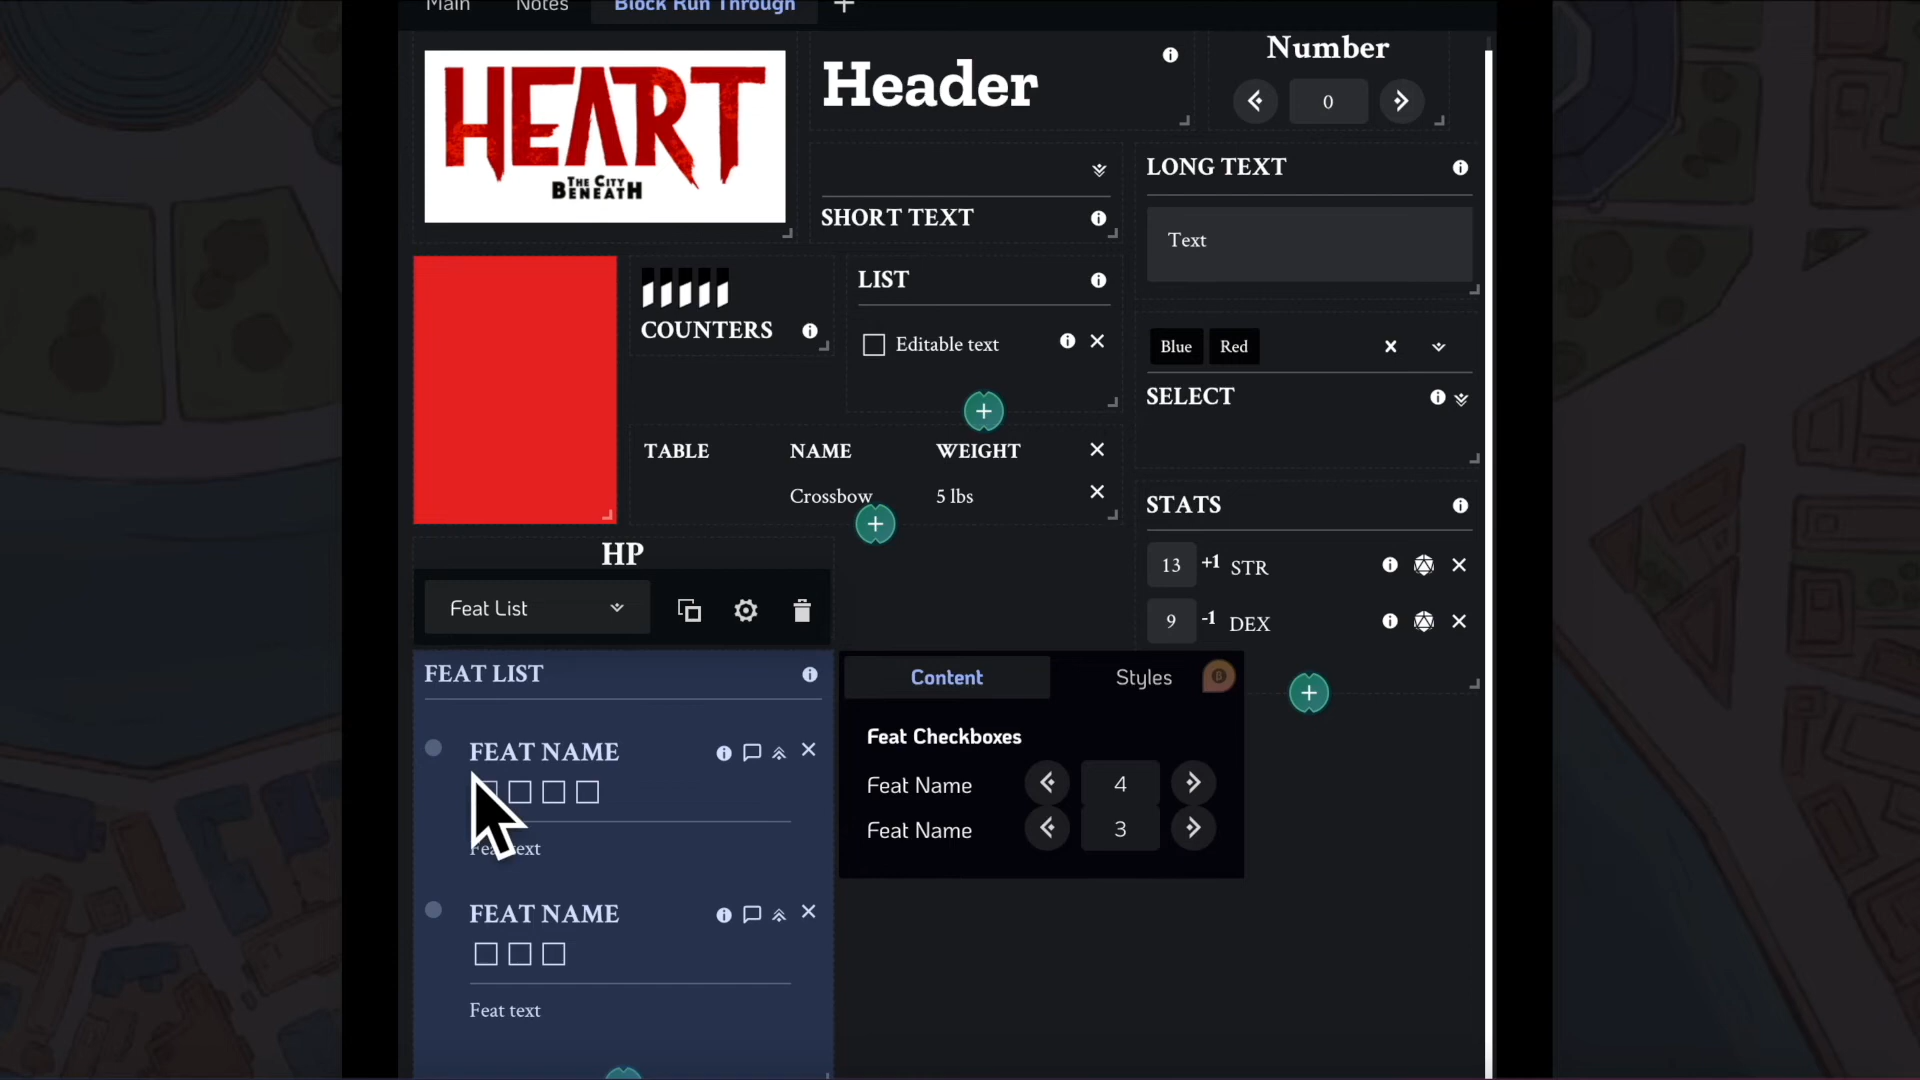 Main
Notes
Block Run Through
HEART
THE CITY
BENEATH
Header
Number
0
SHORT TEXT
LONG TEXT
Text
COUNTERS
LIST
Editable text
Blue
Red
SELECT
TABLE NAME WEIGHT
Crossbow 5 lbs
STATS
13 +1 STR
9 -1 DEX
HP
Feat List
FEAT LIST
FEAT NAME
Feat text
FEAT NAME
Feat text
Content
Styles
Feat Checkboxes
Feat Name 4
Feat Name 3